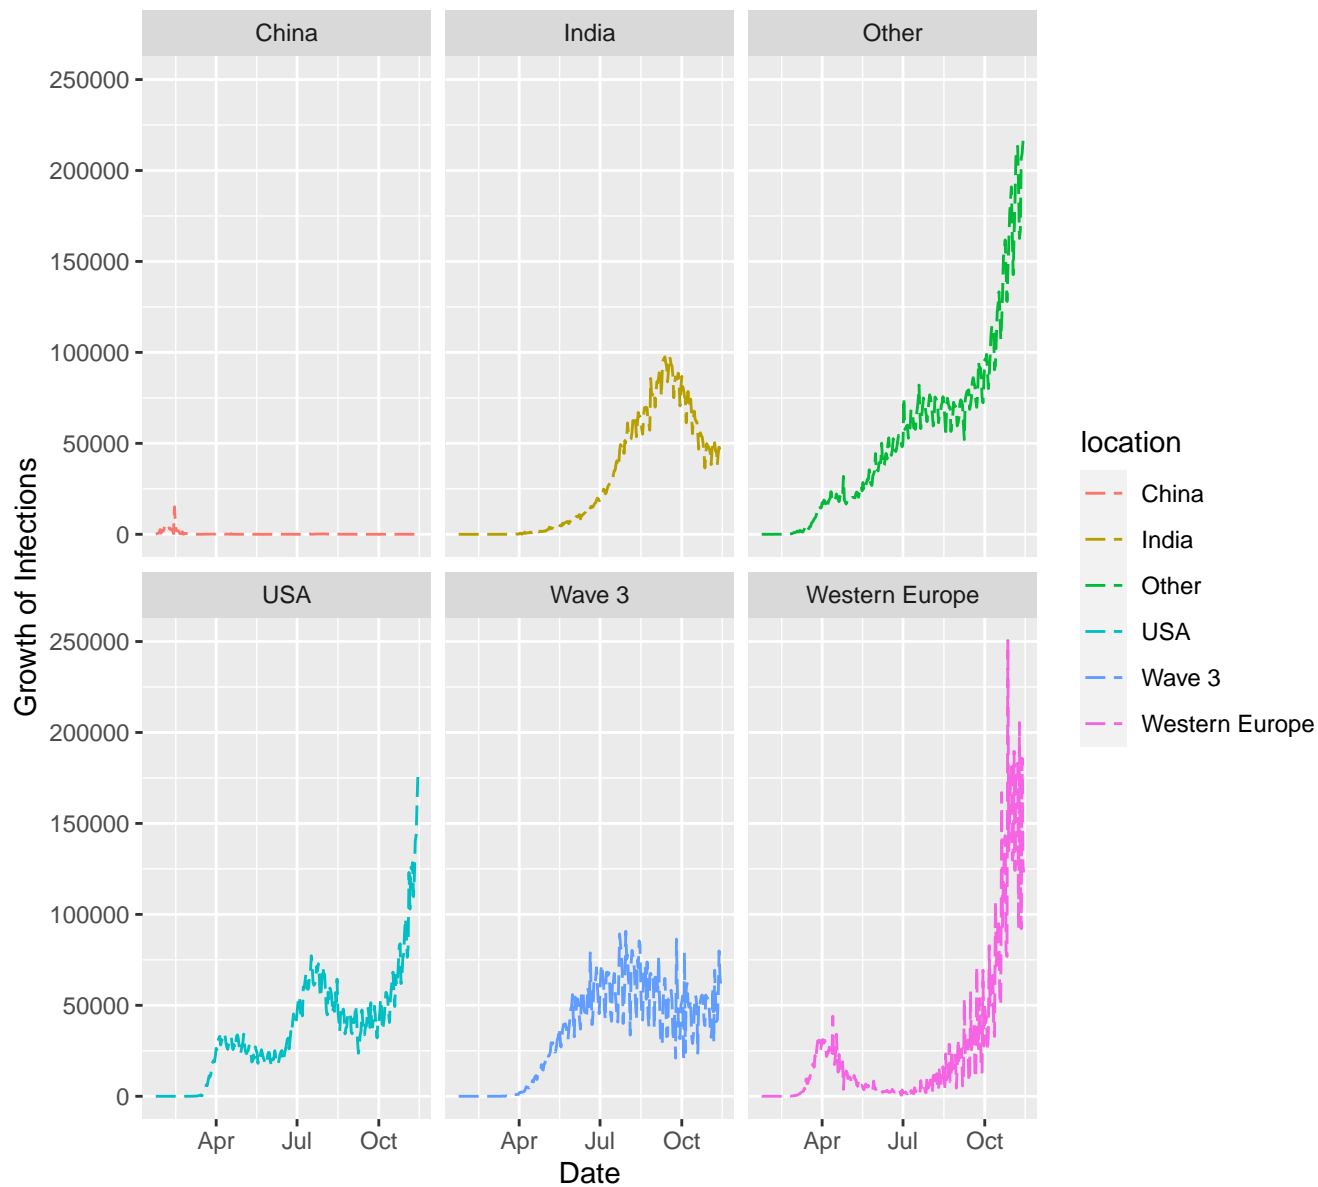 China
India
Other
250000
200000
150000
100000
50000
0
USA
Wave 3
Western Europe
250000
200000
150000
100000
50000
0
Apr
Jul
Oct
Apr
Jul
Oct
Apr
Jul
Oct
Date
Growth of Infections
location
China
India
Other
USA
Wave 3
Western Europe